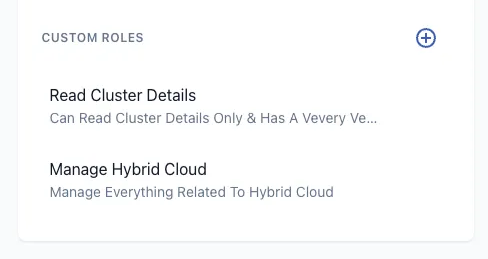 CUSTOM ROLES
Read Cluster Details
Can Read Cluster Details Only & Has A Vevery Ve...
Manage Hybrid Cloud
Manage Everything Related To Hybrid Cloud